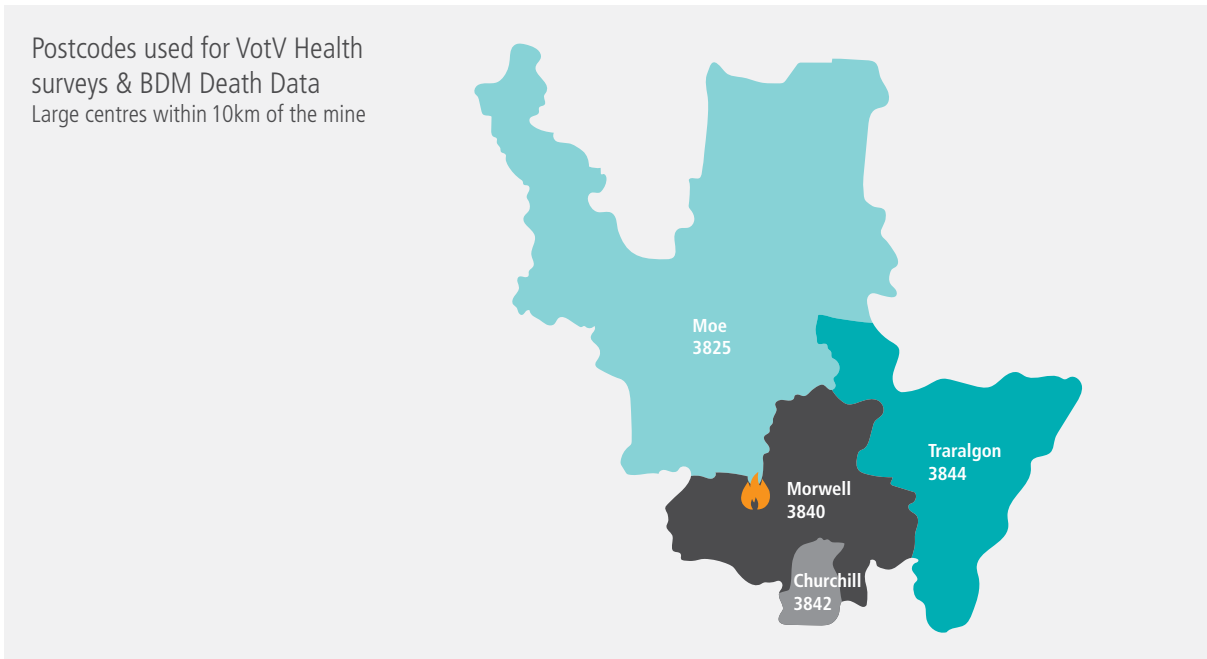 Postcodes used for VotV Health
surveys & BDM Death Data
Large centres within 10km of the mine
Moe
3825
Traralgon
3844
Morwell
3840
Churchill
3842